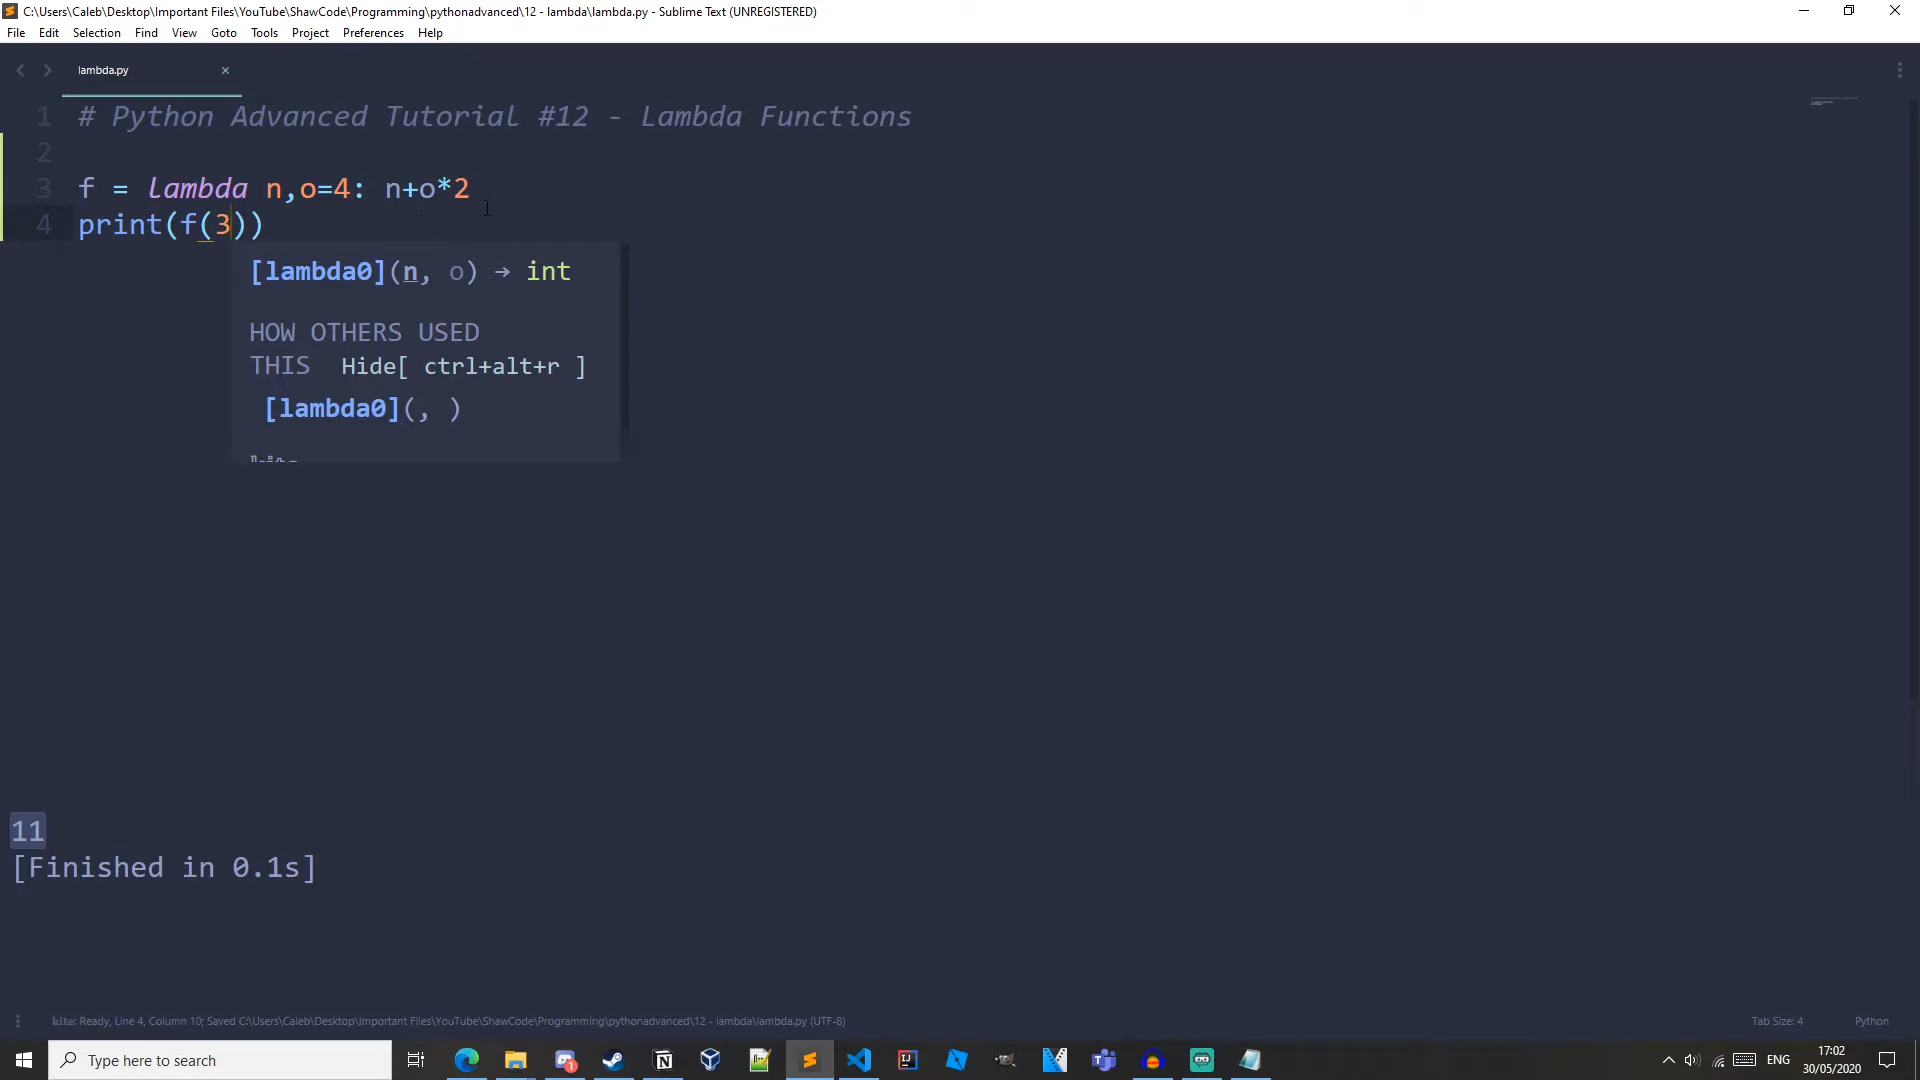 C:\Users\Caleb\Desktop\Important Files\YouTube\ShawCode\Programming\pythonadvanced\12 - lambda\lambda.py - Sublime Text (UNREGISTERED)
File Edit Selection Find View Goto Tools Project Preferences Help
lambda.py
1 # Python Advanced Tutorial #12 - Lambda Functions
2
3 f = lambda n,o=4: n+o*2
4 print(f(3))
[lambda0](n, o) → int
HOW OTHERS USED
THIS Hide[ ctrl+alt+r ]
[lambda0](, )
11
[Finished in 0.1s]
kite: Ready, Line 4, Column 10; Saved C:\Users\Caleb\Desktop\Important Files\YouTube\ShawCode\Programming\pythonadvanced\12 - lambda\lambda.py (UTF-8)
Tab Size: 4
Python
Type here to search
ENG
17:02
30/05/2020